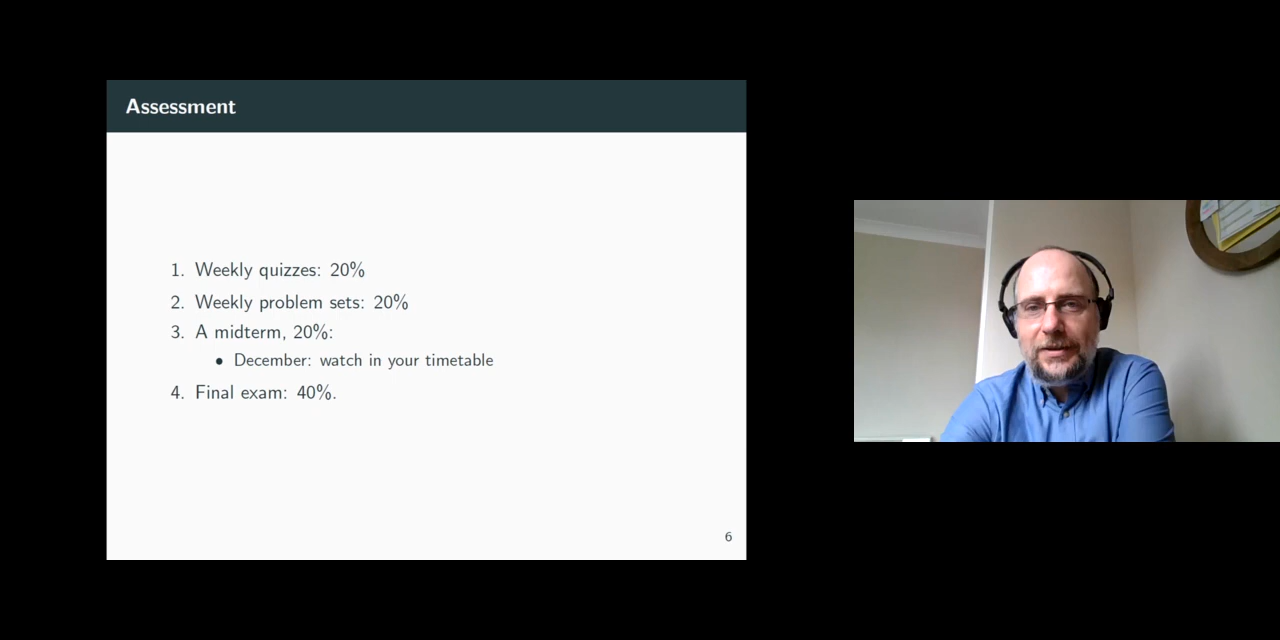 Assessment
1. Weekly quizzes: 20%
2. Weekly problem sets: 20%
3. A midterm, 20%:
• December: watch in your timetable
4. Final exam: 40%.
6